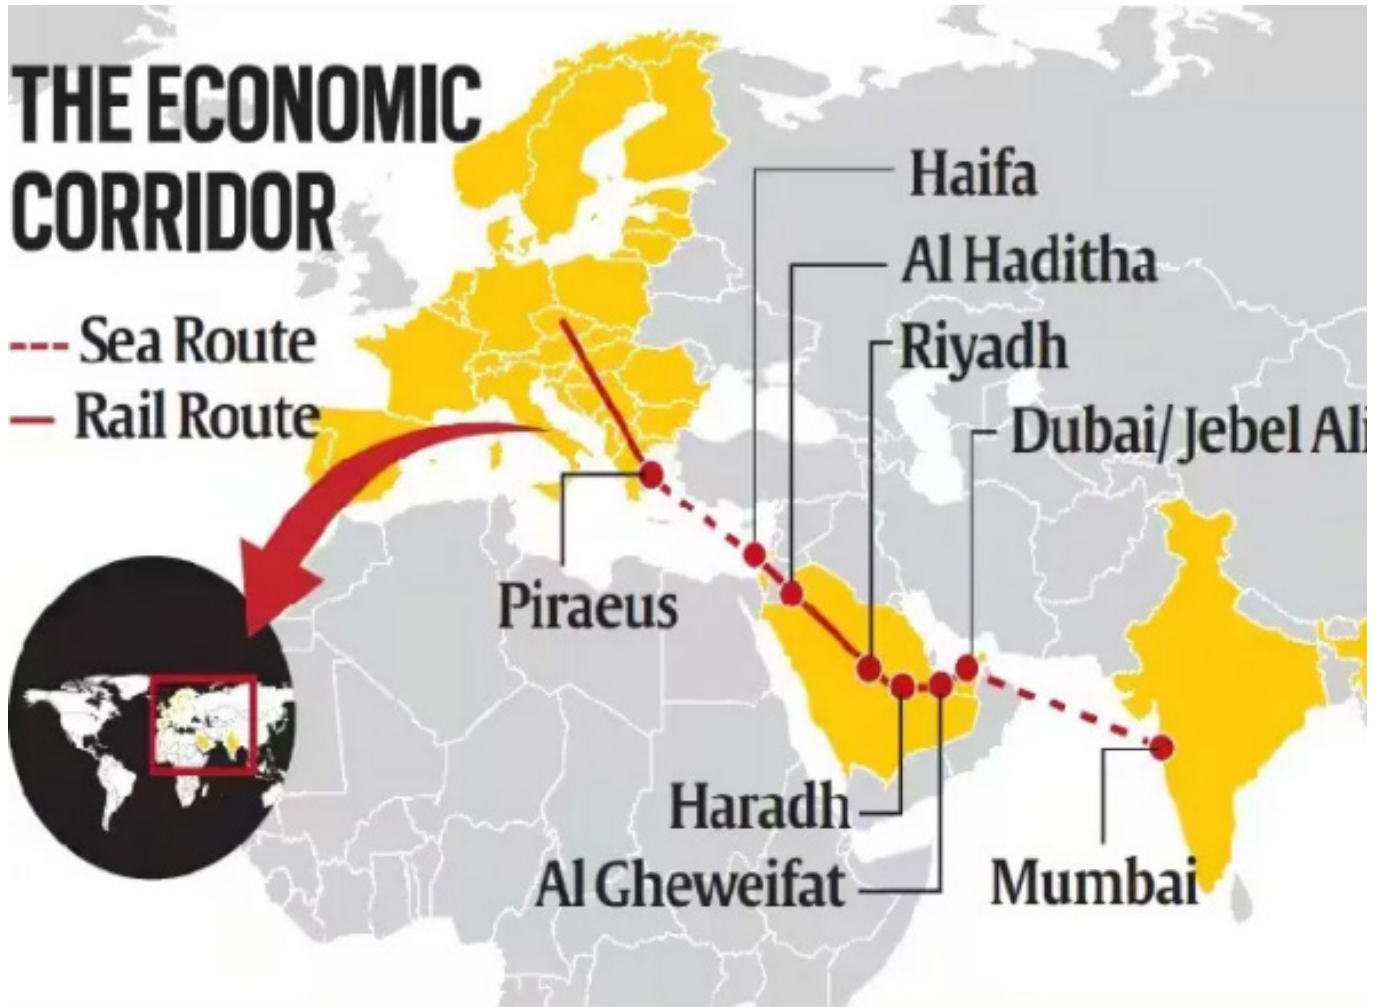 THE ECONOMIC
CORRIDOR
Sea Route
Rail Route
Haifa
Al Haditha
Riyadh
Dubai/Jebel Ali
Piraeus
Haradh
Al Gheweifat
Mumbai